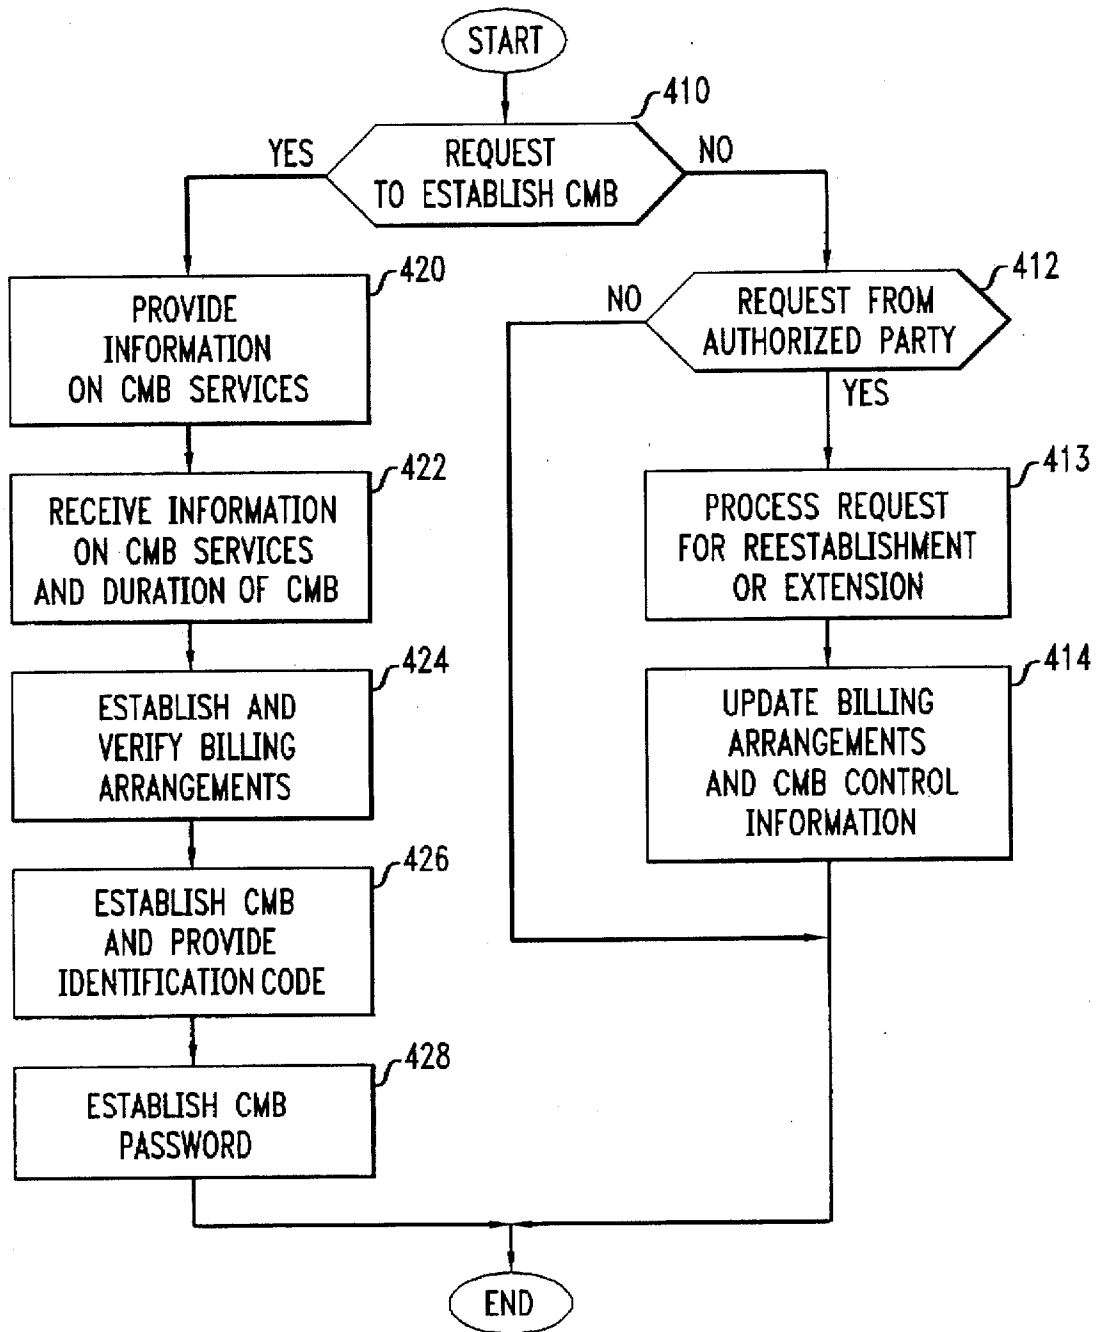 START
410
REQUEST
TO ESTABLISH CMB
YES
NO
420
PROVIDE
INFORMATION
ON CMB SERVICES
412
REQUEST FROM
AUTHORIZED PARTY
NO
YES
422
RECEIVE INFORMATION
ON CMB SERVICES
AND DURATION OF CMB
413
PROCESS REQUEST
FOR REESTABLISHMENT
OR EXTENSION
424
ESTABLISH AND
VERIFY BILLING
ARRANGEMENTS
414
UPDATE BILLING
ARRANGEMENTS
AND CMB CONTROL
INFORMATION
426
ESTABLISH CMB
AND PROVIDE
IDENTIFICATION CODE
428
ESTABLISH CMB
PASSWORD
END